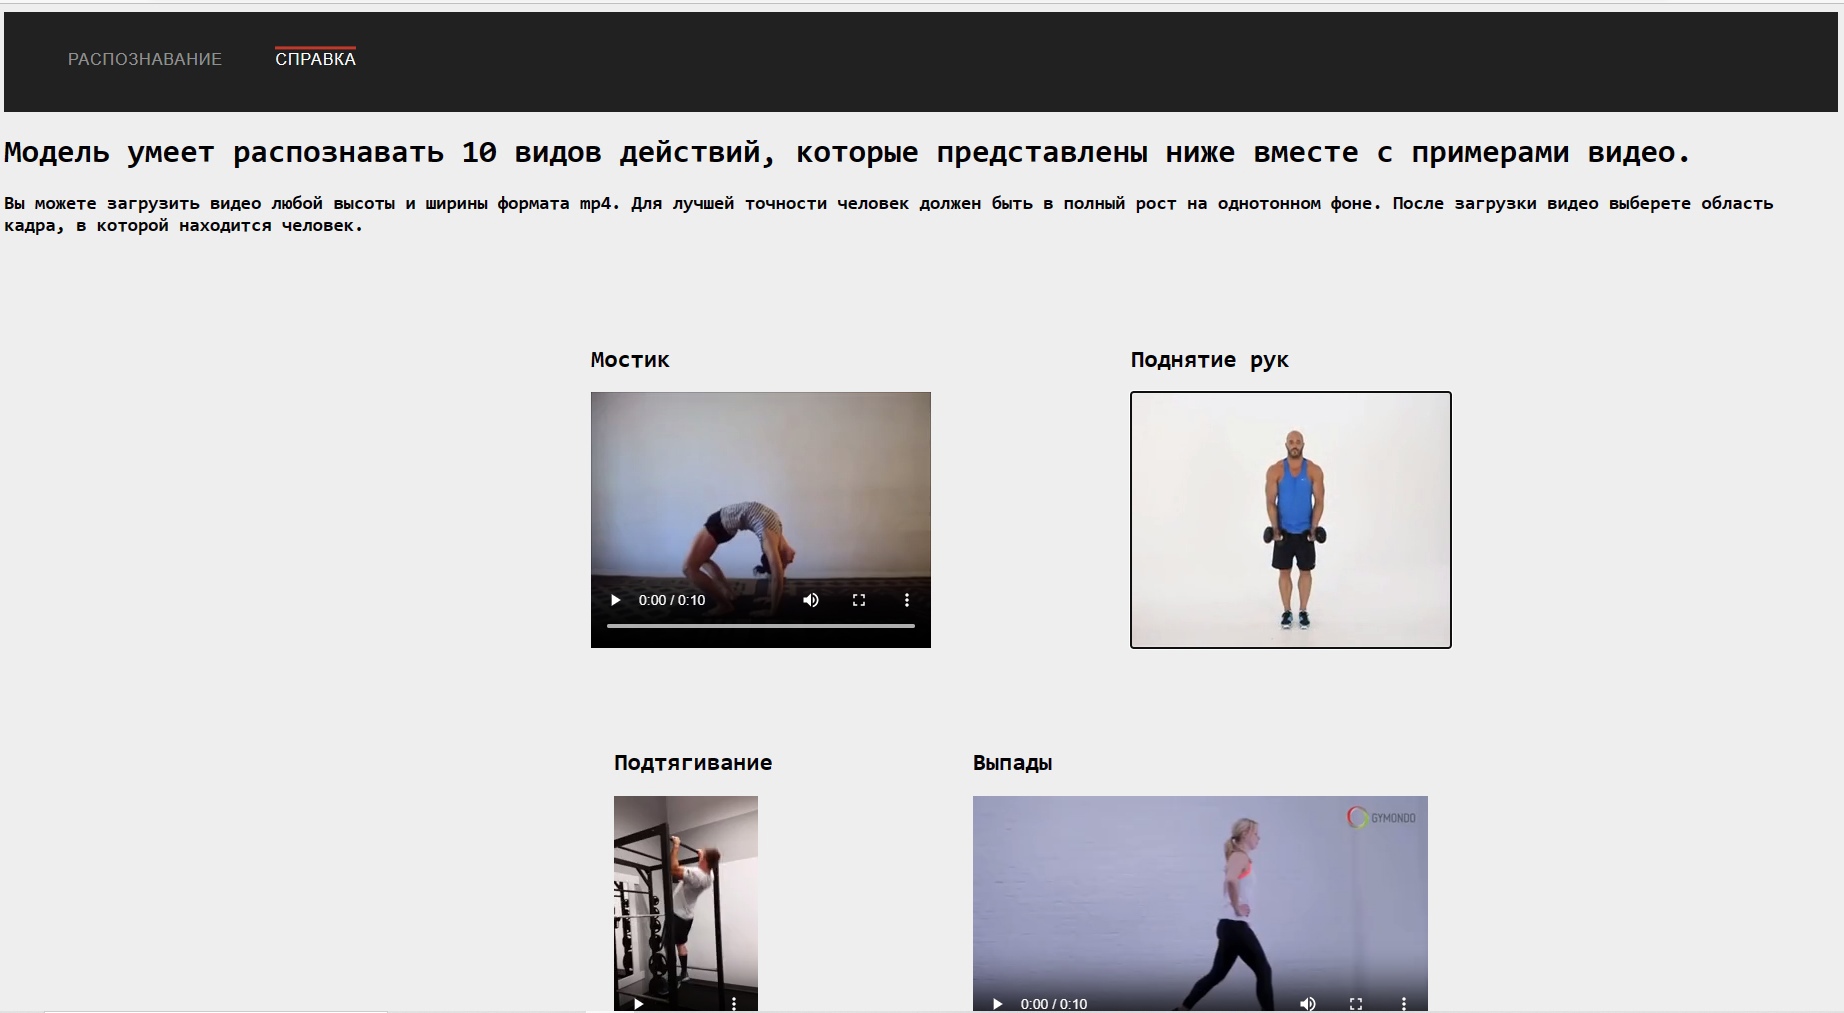 РАСПОЗНАВАНИЕ СПРАВКА
Модель умеет распознавать 10 видов действий, которые представлены ниже вместе с примерами видео.
Вы можете загрузить видео любой высоты и ширины формата mp4. Для лучшей точности человек должен быть в полный рост на однотонном фоне. После загрузки видео выберете область
кадра, в которой находится человек.
Мостик
Поднятие рук
0:00 / 0:10
Подтягивание
Выпады
GYMONDO
0:00 / 0:10